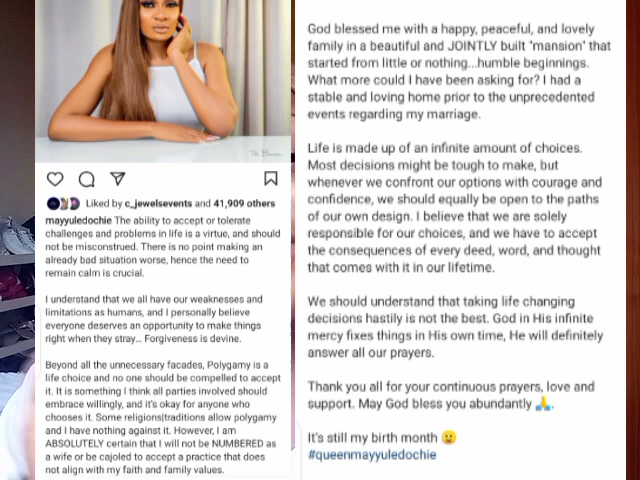 Liked by c_jewelsevents and 41,909 others
mayyuledochie The ability to accept or tolerate
challenges and problems in life is a virtue, and should
not be misconstrued. There is no point making an
already bad situation worse, hence the need to
remain calm is crucial.
I understand that we all have our weaknesses and
limitations as humans, and I personally believe
everyone deserves an opportunity to make things
right when they stray... Forgiveness is devine.
Beyond all the unnecessary facades, Polygamy is a
life choice and no one should be compelled to accept
it. It is something I think all parties involved should
embrace willingly, and it's okay for anyone who
chooses it. Some religions|traditions allow polygamy
and I have nothing against it. However, I am
ABSOLUTELY certain that I will not be NUMBERED as
a wife or be cajoled to accept a practice that does
not align with my faith and family values.
God blessed me with a happy, peaceful, and lovely
family in a beautiful and JOINTLY built "mansion" that
started from little or nothing...humble beginnings.
What more could I have been asking for? I had a
stable and loving home prior to the unprecedented
events regarding my marriage.
Life is made up of an infinite amount of choices.
Most decisions might be tough to make, but
whenever we confront our options with courage and
confidence, we should equally be open to the paths
of our own design. I believe that we are solely
responsible for our choices, and we have to accept
the consequences of every deed, word, and thought
that comes with it in our lifetime.
We should understand that taking life changing
decisions hastily is not the best. God in His infinite
mercy fixes things in His own time, He will definitely
answer all our prayers.
Thank you all for your continuous prayers, love and
support. May God bless you abundantly 🙏.
It's still my birth month 🙂
#queenmayyuledochie